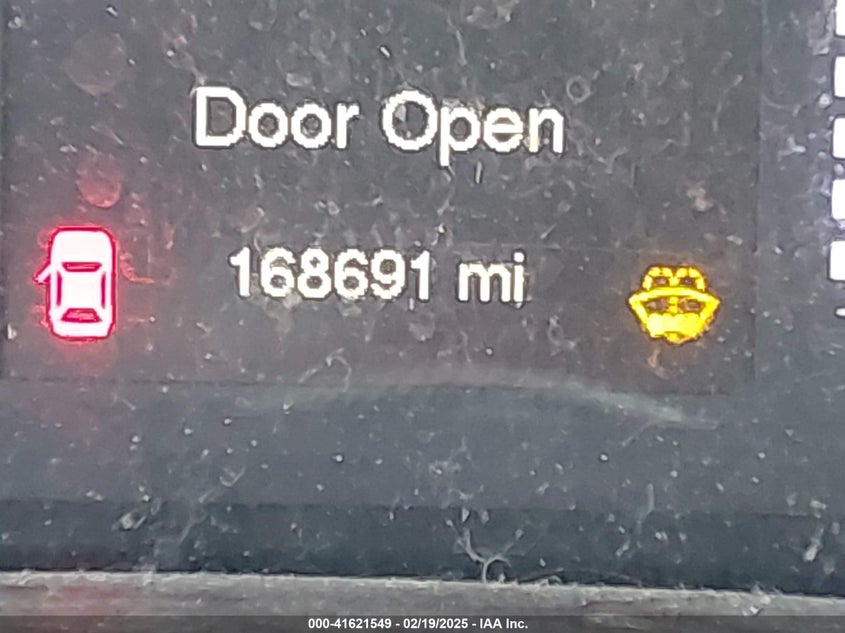 Door Open
168691 mi
000-41621549 - 02/19/2025 - IAA Inc.